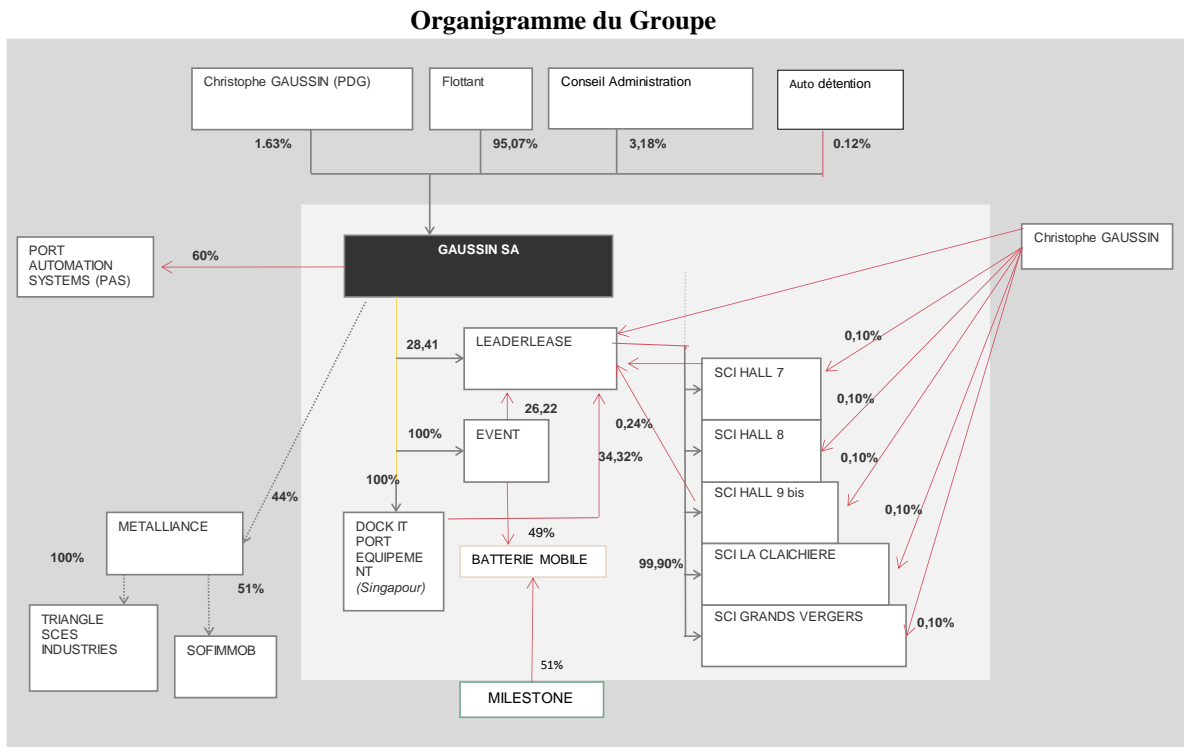 Organigramme du Groupe
Christophe GAUSSIN (PDG)
Flottant
Conseil Administration
Auto détention
1.63%
95,07%
3,18%
0.12%
GAUSSIN SA
Christophe GAUSSIN
PORT
AUTOMATION
SYSTEMS (PAS)
60%
28,41
LEADERLEASE
0,10%
SCI HALL 7
0,10%
26,22
0,24%
100%
EVENT
SCI HALL 8
34,32%
0,10%
100%
44%
SCI HALL 9 bis
0,10%
METALLIANCE
DOCK IT
PORT
EQUIPEME
NT
(Singapour)
49%
BATTERIE MOBILE
99,90%
SCI LA CLAICHIERE
100%
51%
TRIANGLE
SCES
INDUSTRIES
SOFIMMOB
SCI GRANDS VERGERS
0,10%
51%
MILESTONE